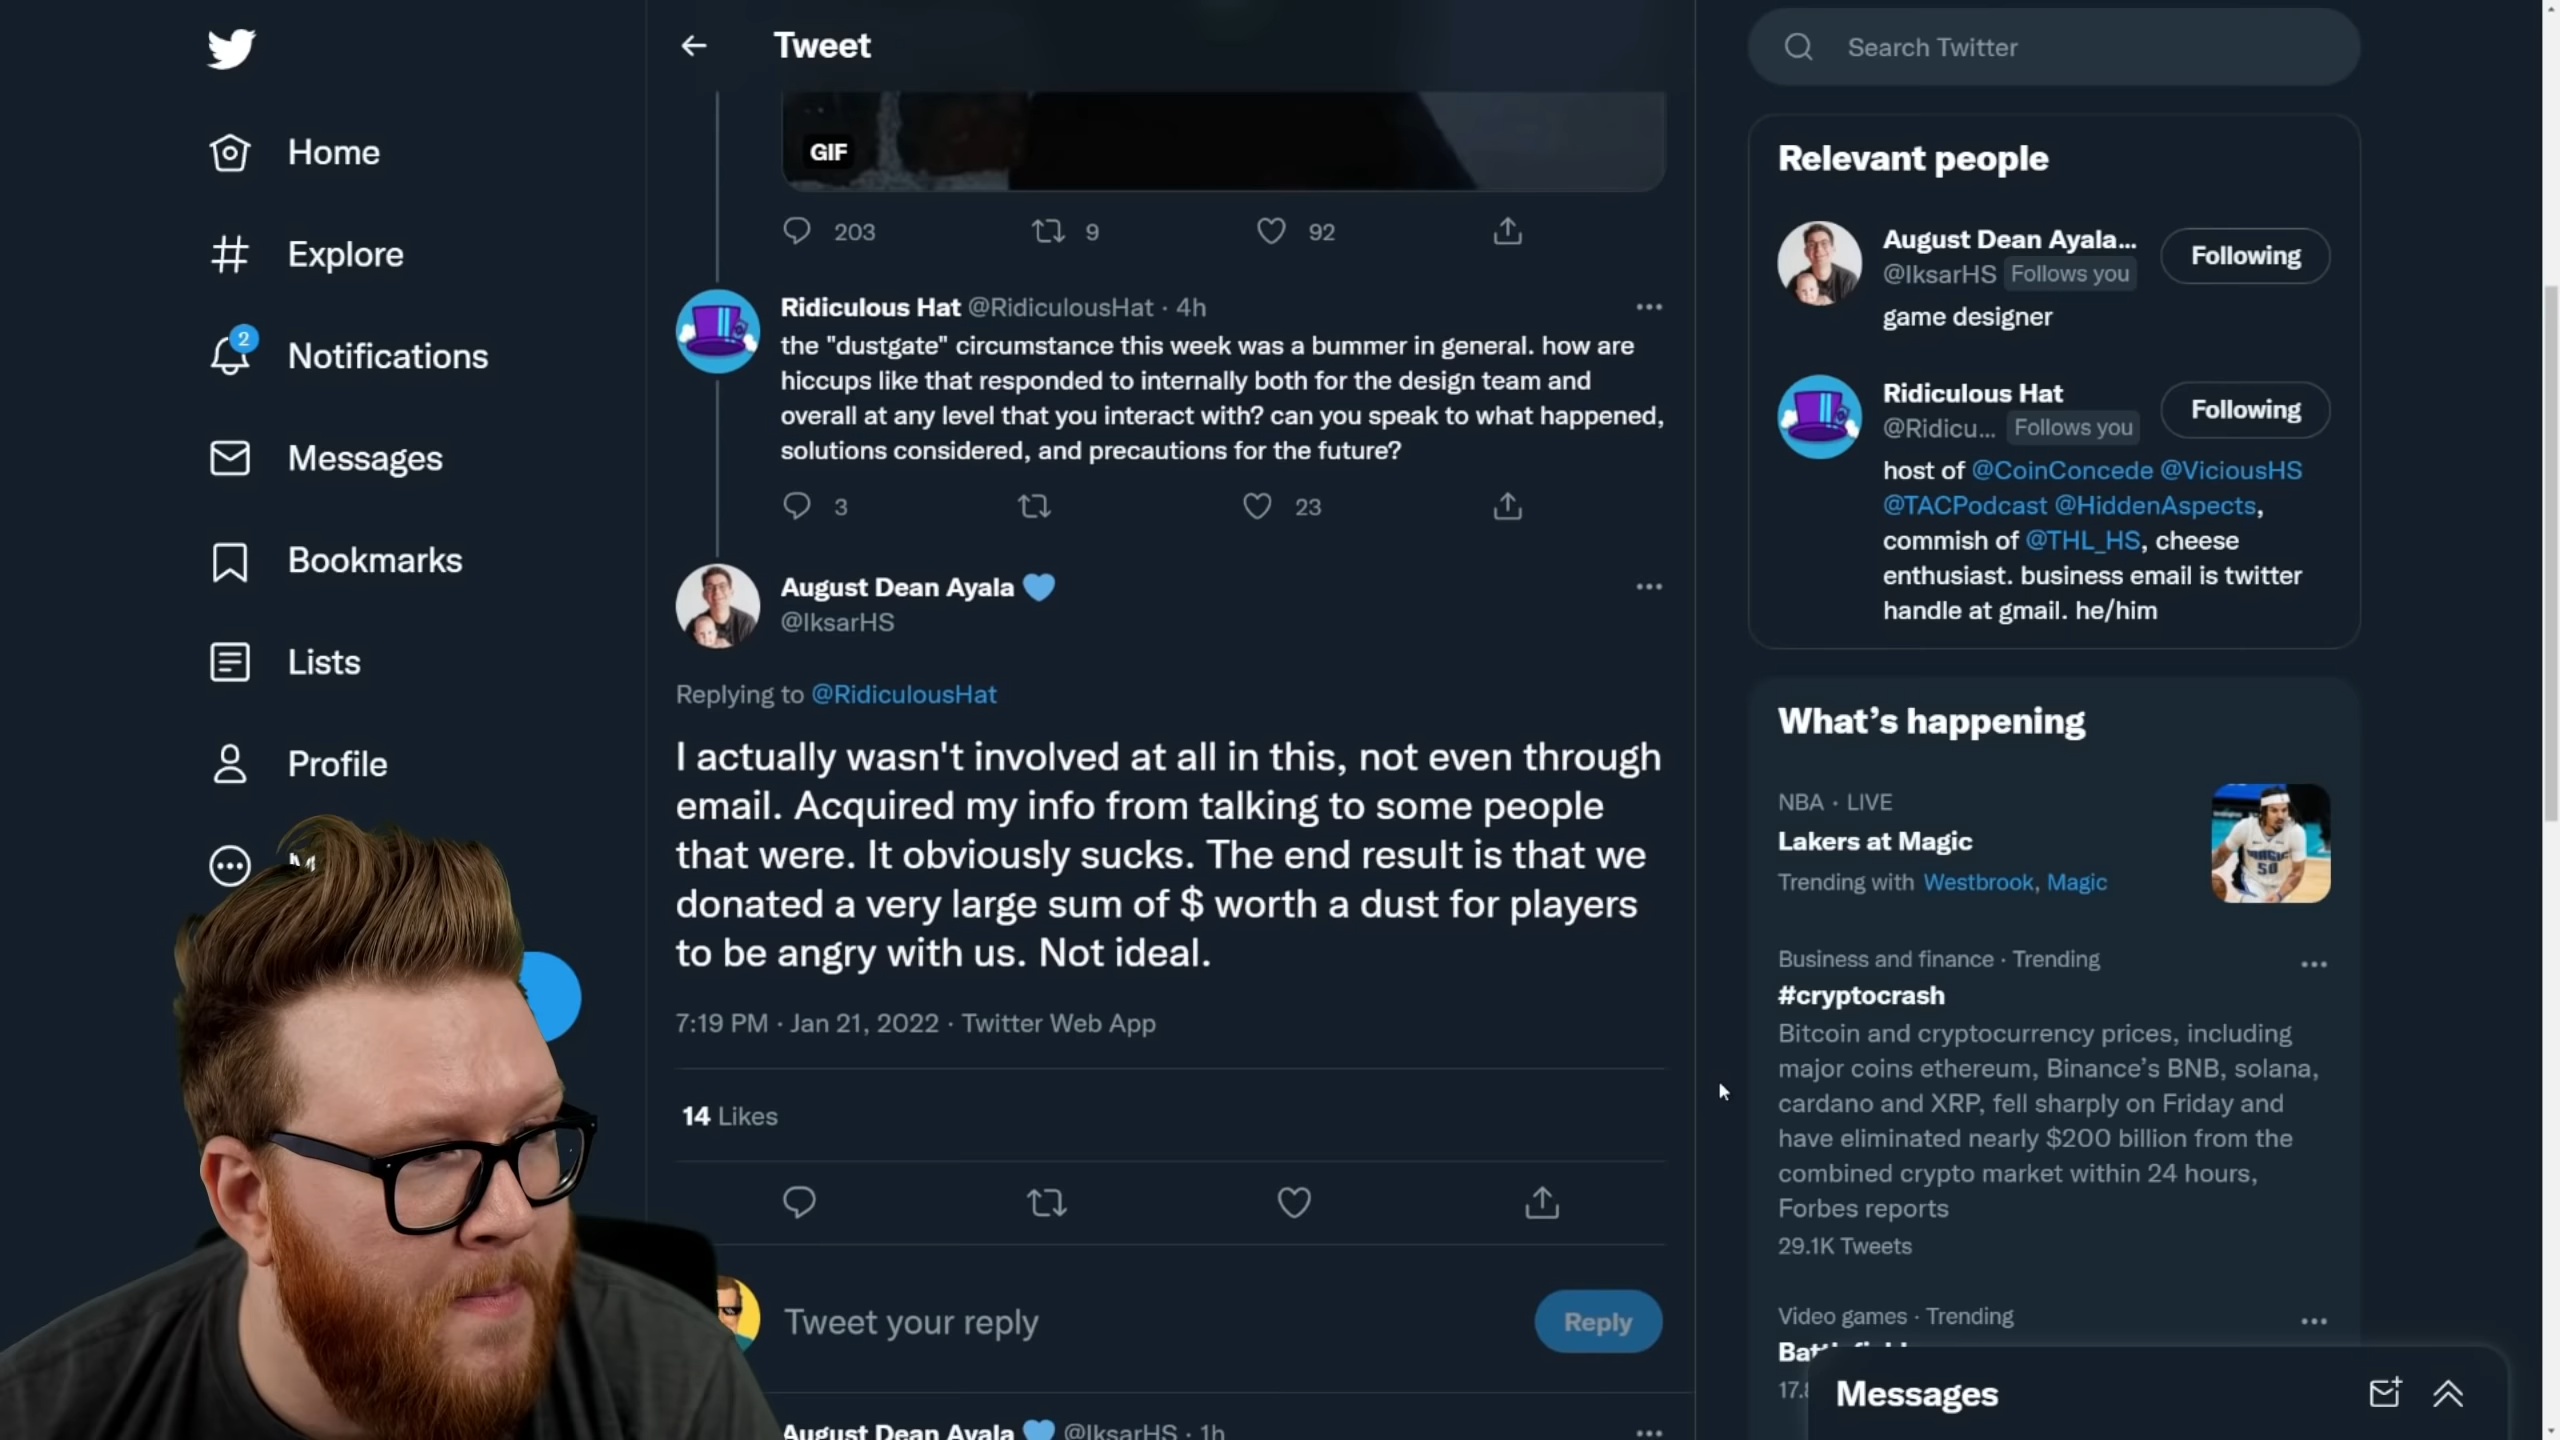 Home
Explore
2
Notifications
Messages
Bookmarks
Lists
Profile
Tweet
GIF
203 9 92
Ridiculous Hat @RidiculousHat · 4h
the "dustgate" circumstance this week was a bummer in general. how are
hiccups like that responded to internally both for the design team and
overall at any level that you interact with? can you speak to what happened,
solutions considered, and precautions for the future?
3 23
August Dean Ayala 💙
@IksarHS
Replying to @RidiculousHat
I actually wasn't involved at all in this, not even through
email. Acquired my info from talking to some people
that were. It obviously sucks. The end result is that we
donated a very large sum of $ worth a dust for players
to be angry with us. Not ideal.
7:19 PM · Jan 21, 2022 · Twitter Web App
14 Likes
Tweet your reply
Reply
August Dean Ayala 💙 @IksarHS · 1h
Search Twitter
Relevant people
August Dean Ayala...
@IksarHS Follows you
Following
game designer
Ridiculous Hat
@Ridicu... Follows you
Following
host of @CoinConcede @ViciousHS
@TACPodcast @HiddenAspects,
commish of @THL_HS, cheese
enthusiast. business email is twitter
handle at gmail. he/him
What's happening
NBA · LIVE
Lakers at Magic
Trending with Westbrook, Magic
MAGIC
50
Business and finance · Trending
#cryptocrash
Bitcoin and cryptocurrency prices, including
major coins ethereum, Binance's BNB, solana,
cardano and XRP, fell sharply on Friday and
have eliminated nearly $200 billion from the
combined crypto market within 24 hours,
Forbes reports
29.1K Tweets
Video games · Trending
Messages